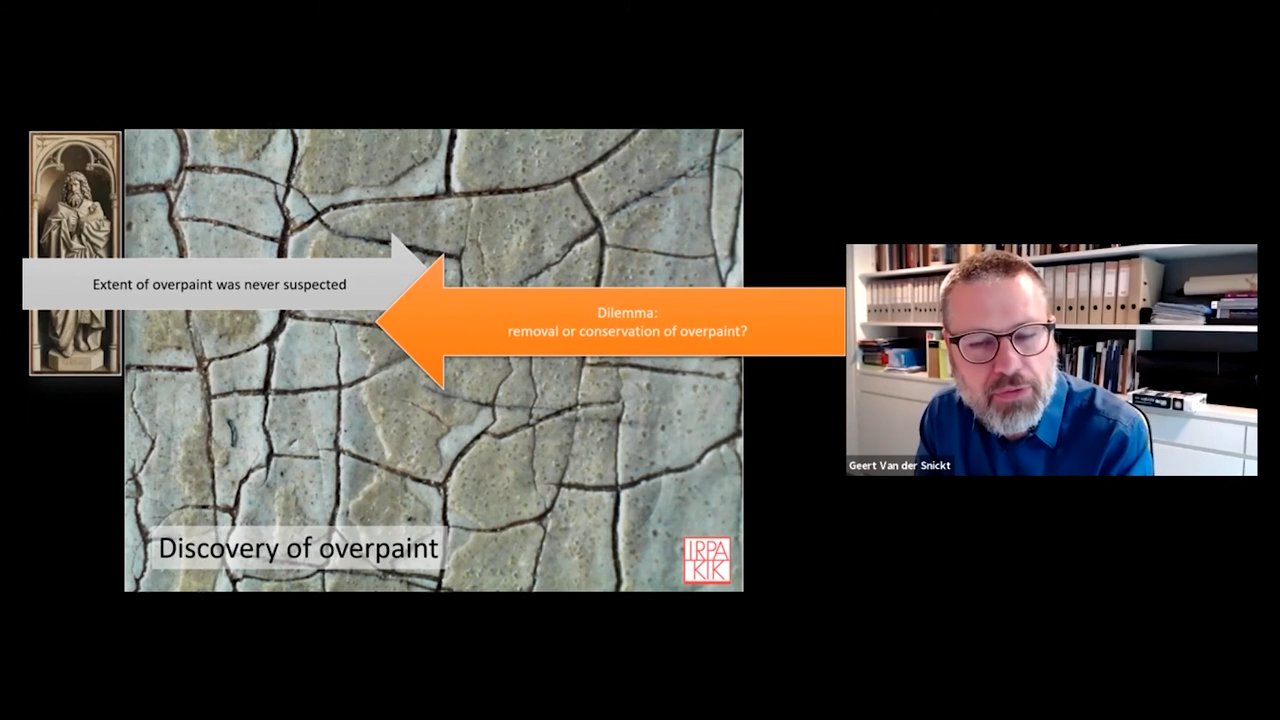 Extent of overpaint was never suspected
Dilemma:
removal or conservation of overpaint?
Discovery of overpaint
IRPA
KIK
Geert Van der Snickt